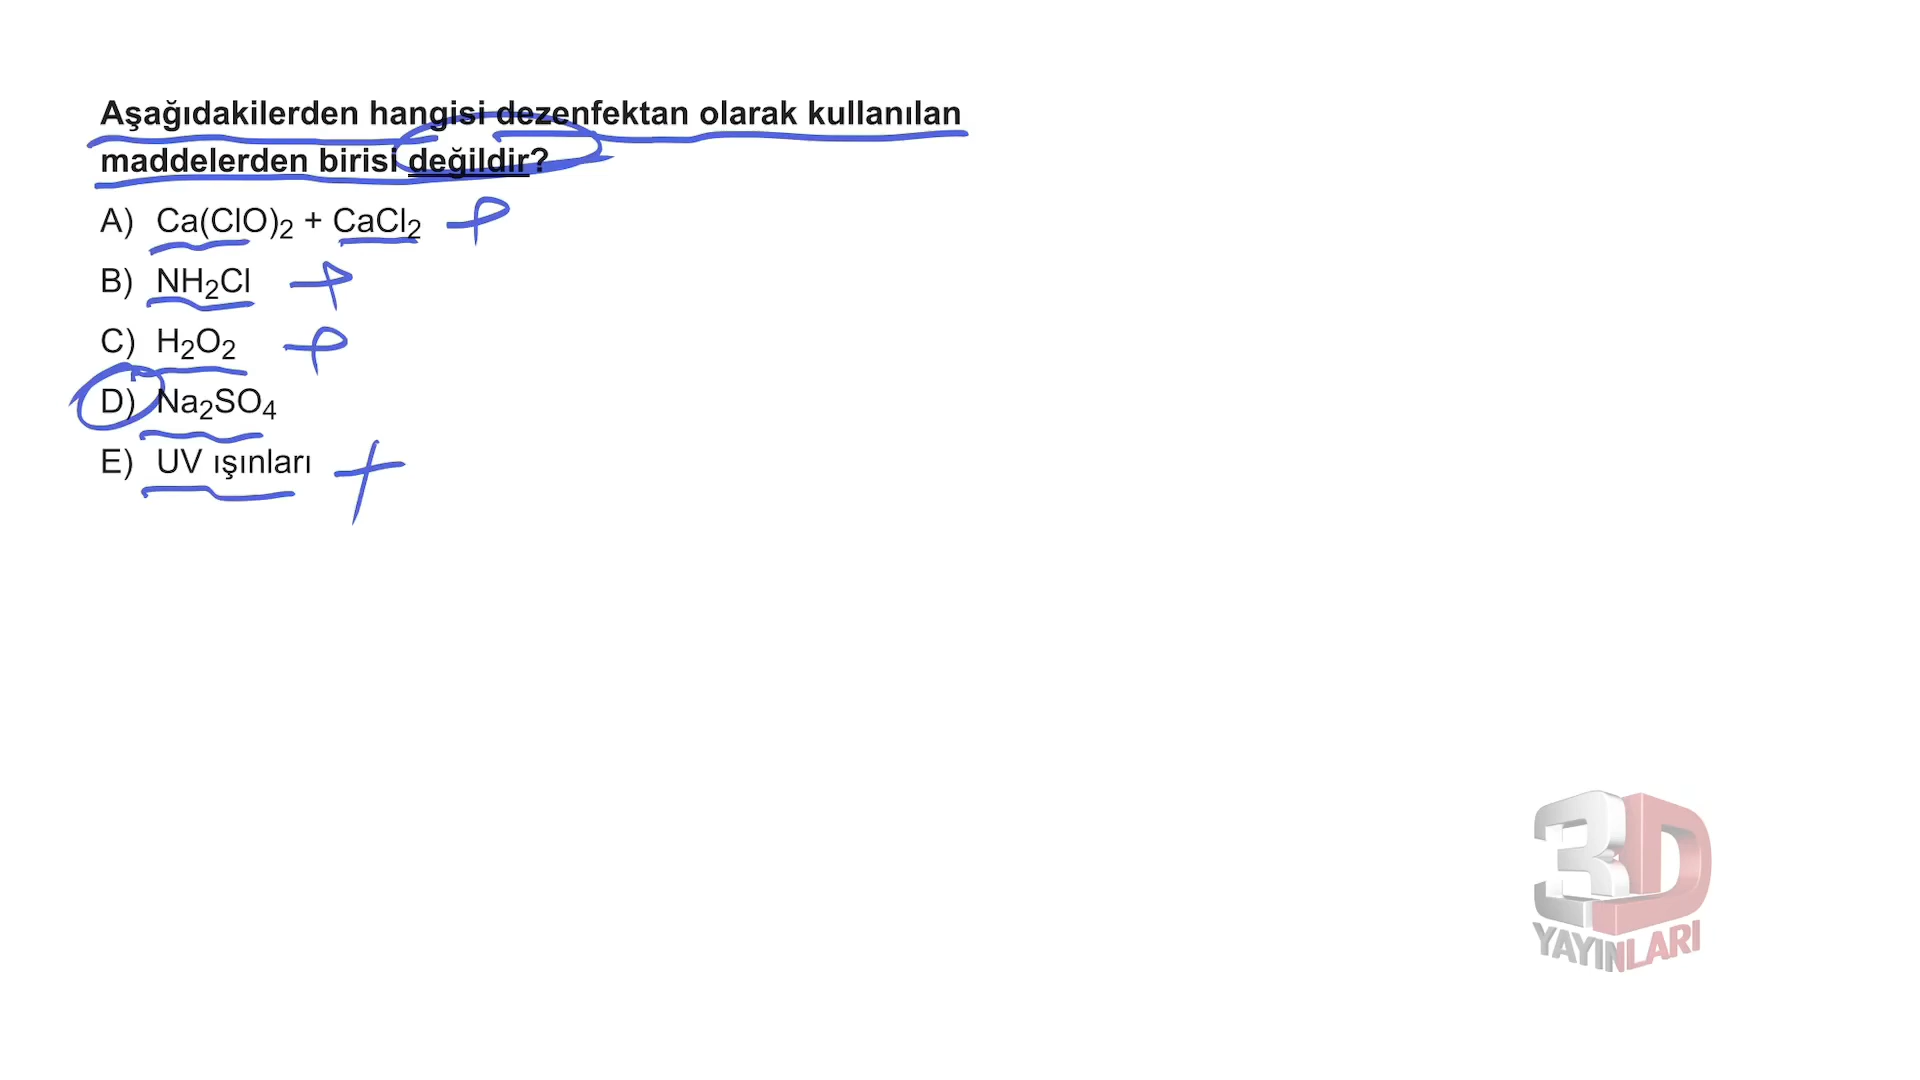 Aşağıdakilerden hangisi dezenfektan olarak kullanılan
maddelerden birisi değildir?
A) Ca(ClO)₂ + CaCl₂
B) NH₂Cl
C) H₂O₂
D) Na₂SO₄
E) UV ışınları
3D
YAYINLARI